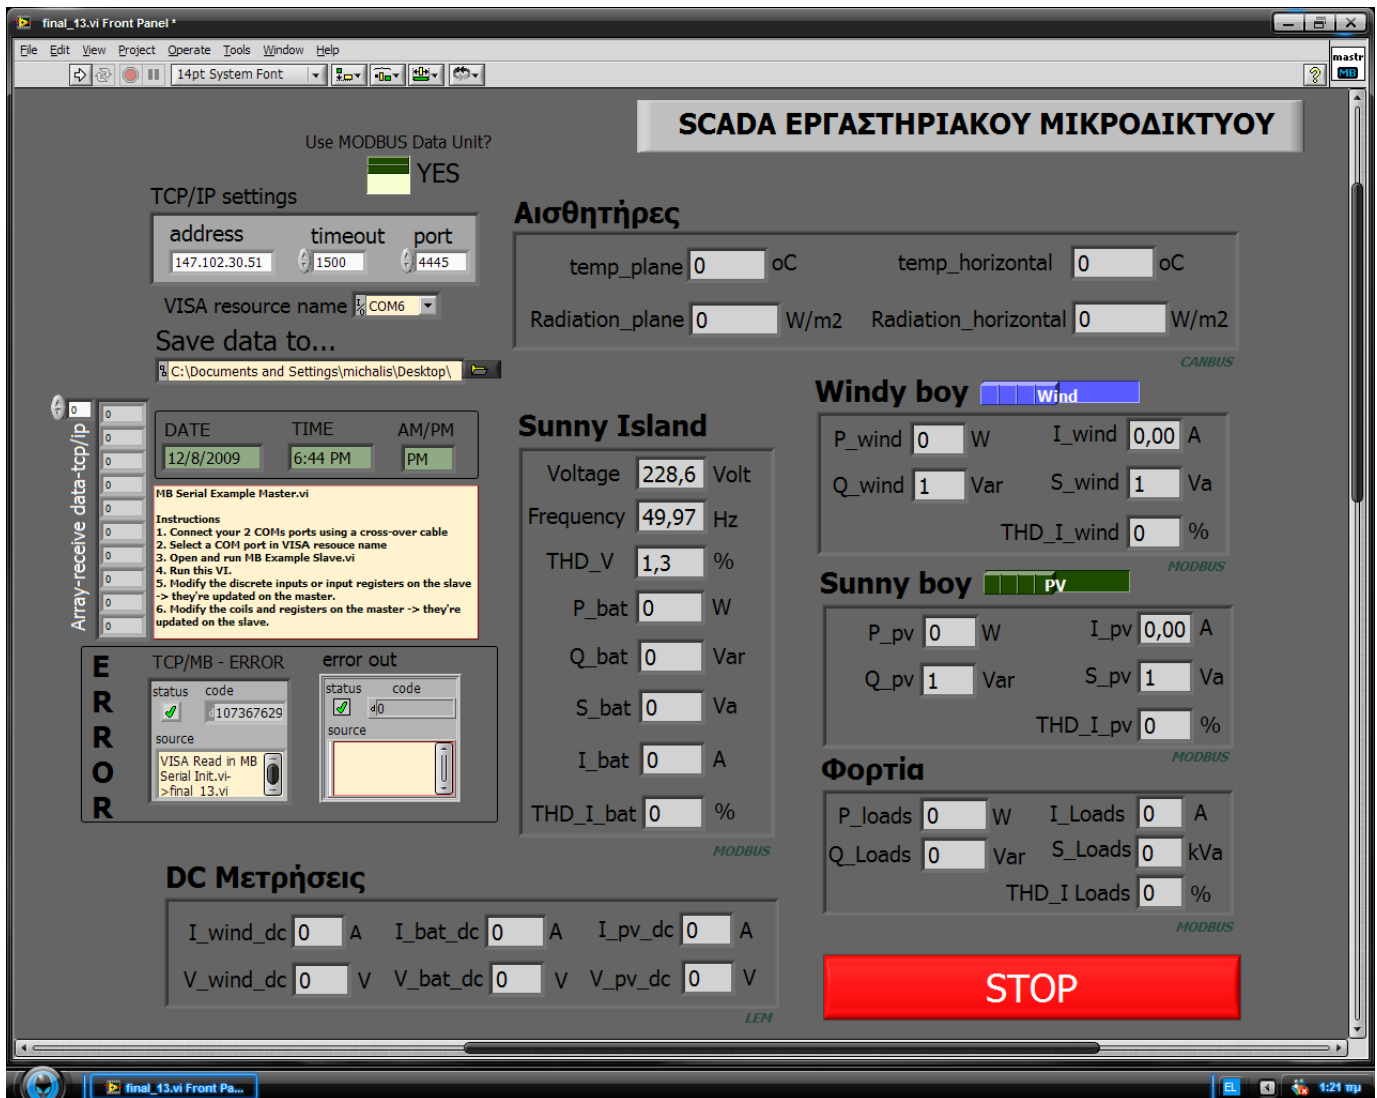 final_13.vi Front Panel *
File Edit View Project Operate Tools Window Help
14pt System Font
mastr
MB
SCADA ΕΡΓΑΣΤΗΡΙΑΚΟΥ ΜΙΚΡΟΔΙΚΤΥΟΥ
Use MODBUS Data Unit?
YES
TCP/IP settings
address timeout port
147.102.30.51 1500 4445
VISA resource name COM6
Save data to...
C:\Documents and Settings\michalis\Desktop\
Αισθητήρες
temp_plane 0 oC temp_horizontal 0 oC
Radiation_plane 0 W/m2 Radiation_horizontal 0 W/m2
CANBUS
Array-receive data-tcp/ip
0
0
0
0
0
0
0
0
0
0
0
DATE TIME AM/PM
12/8/2009 6:44 PM PM
MB Serial Example Master.vi
Instructions
1. Connect your 2 COMs ports using a cross-over cable
2. Select a COM port in VISA resouce name
3. Open and run MB Example Slave.vi
4. Run this VI.
5. Modify the discrete inputs or input registers on the slave
-> they're updated on the master.
6. Modify the coils and registers on the master -> they're
updated on the slave.
ERROR
TCP/MB - ERROR
status code
107367629
source
VISA Read in MB
Serial Init.vi-
>final_13.vi
error out
status code
d0
source
Sunny Island
Voltage 228,6 Volt
Frequency 49,97 Hz
THD_V 1,3 %
P_bat 0 W
Q_bat 0 Var
S_bat 0 Va
I_bat 0 A
THD_I_bat 0 %
MODBUS
Windy boy Wind
P_wind 0 W I_wind 0,00 A
Q_wind 1 Var S_wind 1 Va
THD_I_wind 0 %
MODBUS
Sunny boy PV
P_pv 0 W I_pv 0,00 A
Q_pv 1 Var S_pv 1 Va
THD_I_pv 0 %
MODBUS
Φορτία
P_loads 0 W I_Loads 0 A
Q_Loads 0 Var S_Loads 0 kVa
THD_I Loads 0 %
MODBUS
DC Μετρήσεις
I_wind_dc 0 A I_bat_dc 0 A I_pv_dc 0 A
V_wind_dc 0 V V_bat_dc 0 V V_pv_dc 0 V
LEM
STOP
final_13.vi Front Pa...
EL
1:21 πμ